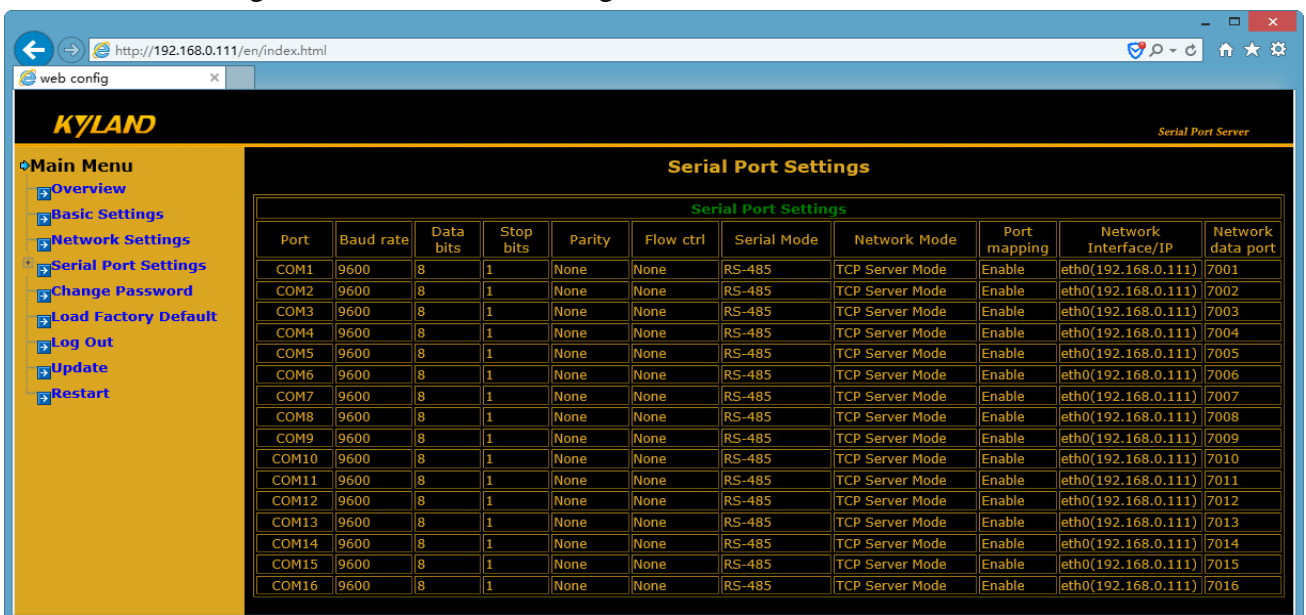 http://192.168.0.111/en/index.html
web config
KYLAND
Serial Port Server
Main Menu
Overview
Basic Settings
Network Settings
Serial Port Settings
Change Password
Load Factory Default
Log Out
Update
Restart
Serial Port Settings
Serial Port Settings
Port Baud rate Data bits Stop bits Parity Flow ctrl Serial Mode Network Mode Port mapping Network Interface/IP Network data port
COM1 9600 8 1 None None RS-485 TCP Server Mode Enable eth0(192.168.0.111) 7001
COM2 9600 8 1 None None RS-485 TCP Server Mode Enable eth0(192.168.0.111) 7002
COM3 9600 8 1 None None RS-485 TCP Server Mode Enable eth0(192.168.0.111) 7003
COM4 9600 8 1 None None RS-485 TCP Server Mode Enable eth0(192.168.0.111) 7004
COM5 9600 8 1 None None RS-485 TCP Server Mode Enable eth0(192.168.0.111) 7005
COM6 9600 8 1 None None RS-485 TCP Server Mode Enable eth0(192.168.0.111) 7006
COM7 9600 8 1 None None RS-485 TCP Server Mode Enable eth0(192.168.0.111) 7007
COM8 9600 8 1 None None RS-485 TCP Server Mode Enable eth0(192.168.0.111) 7008
COM9 9600 8 1 None None RS-485 TCP Server Mode Enable eth0(192.168.0.111) 7009
COM10 9600 8 1 None None RS-485 TCP Server Mode Enable eth0(192.168.0.111) 7010
COM11 9600 8 1 None None RS-485 TCP Server Mode Enable eth0(192.168.0.111) 7011
COM12 9600 8 1 None None RS-485 TCP Server Mode Enable eth0(192.168.0.111) 7012
COM13 9600 8 1 None None RS-485 TCP Server Mode Enable eth0(192.168.0.111) 7013
COM14 9600 8 1 None None RS-485 TCP Server Mode Enable eth0(192.168.0.111) 7014
COM15 9600 8 1 None None RS-485 TCP Server Mode Enable eth0(192.168.0.111) 7015
COM16 9600 8 1 None None RS-485 TCP Server Mode Enable eth0(192.168.0.111) 7016